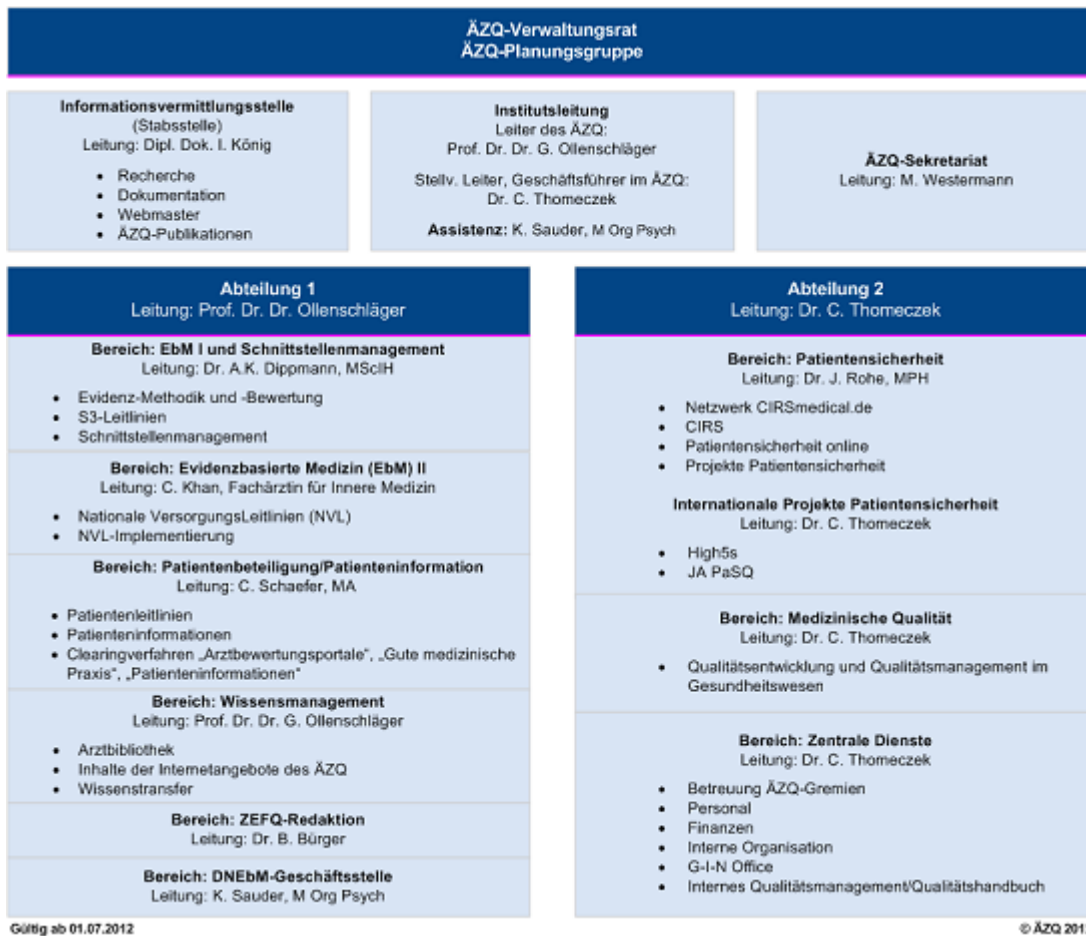 ÄZQ-Verwaltungsrat
ÄZQ-Planungsgruppe
Informationsvermittlungsstelle
(Stabsstelle)
Leitung: Dipl. Dok. I. König
• Recherche
• Dokumentation
• Webmaster
• ÄZQ-Publikationen
Institutsleitung
Leiter des ÄZQ:
Prof. Dr. Dr. G. Ollenschläger
Stellv. Leiter, Geschäftsführer im ÄZQ:
Dr. C. Thomeczek
Assistenz: K. Sauder, M Org Psych
ÄZQ-Sekretariat
Leitung: M. Westermann
Abteilung 1
Leitung: Prof. Dr. Dr. Ollenschläger
Bereich: EbM I und Schnittstellenmanagement
Leitung: Dr. A.K. Dippmann, MScIH
• Evidenz-Methodik und -Bewertung
• S3-Leitlinien
• Schnittstellenmanagement
Bereich: Evidenzbasierte Medizin (EbM) II
Leitung: C. Khan, Fachärztin für Innere Medizin
• Nationale VersorgungsLeitlinien (NVL)
• NVL-Implementierung
Bereich: Patientenbeteiligung/Patienteninformation
Leitung: C. Schaefer, MA
• Patientenleitlinien
• Patienteninformationen
• Clearingverfahren „Arztbewertungsportale“, „Gute medizinische
Praxis“, „Patienteninformationen“
Bereich: Wissensmanagement
Leitung: Prof. Dr. Dr. G. Ollenschläger
• Arztbibliothek
• Inhalte der Internetangebote des ÄZQ
• Wissenstransfer
Bereich: ZEFQ-Redaktion
Leitung: Dr. B. Bürger
Bereich: DNEbM-Geschäftsstelle
Leitung: K. Sauder, M Org Psych
Abteilung 2
Leitung: Dr. C. Thomeczek
Bereich: Patientensicherheit
Leitung: Dr. J. Rohe, MPH
• Netzwerk CIRSmedical.de
• CIRS
• Patientensicherheit online
• Projekte Patientensicherheit
Internationale Projekte Patientensicherheit
Leitung: Dr. C. Thomeczek
• High5s
• JA PaSQ
Bereich: Medizinische Qualität
Leitung: Dr. C. Thomeczek
• Qualitätsentwicklung und Qualitätsmanagement im
Gesundheitswesen
Bereich: Zentrale Dienste
Leitung: Dr. C. Thomeczek
• Betreuung ÄZQ-Gremien
• Personal
• Finanzen
• Interne Organisation
• G-I-N Office
• Internes Qualitätsmanagement/Qualitätshandbuch
Gültig ab 01.07.2012
© ÄZQ